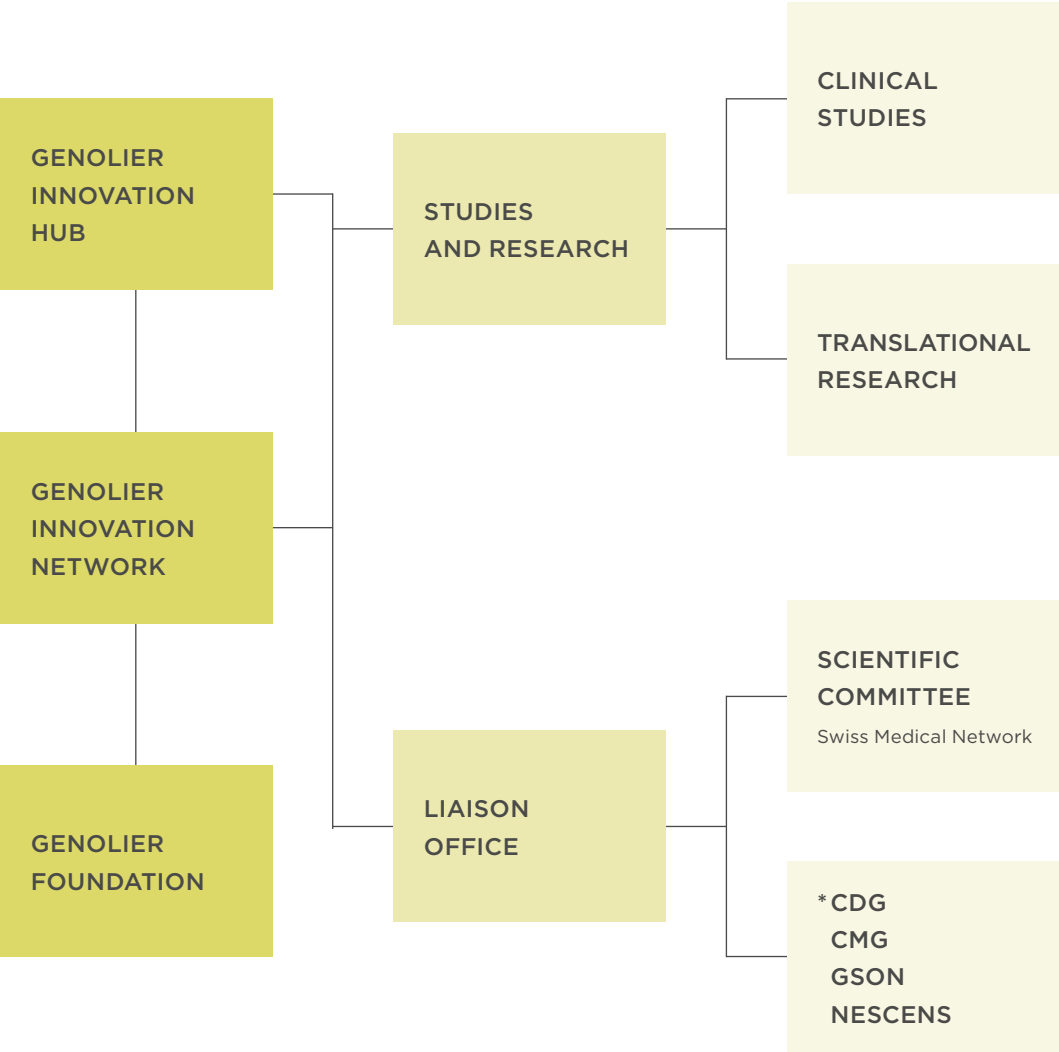 GENOLIER
INNOVATION
HUB
GENOLIER
INNOVATION
NETWORK
GENOLIER
FOUNDATION
STUDIES
AND RESEARCH
LIAISON
OFFICE
CLINICAL
STUDIES
TRANSLATIONAL
RESEARCH
SCIENTIFIC
COMMITTEE
Swiss Medical Network
*CDG
CMG
GSON
NESCENS